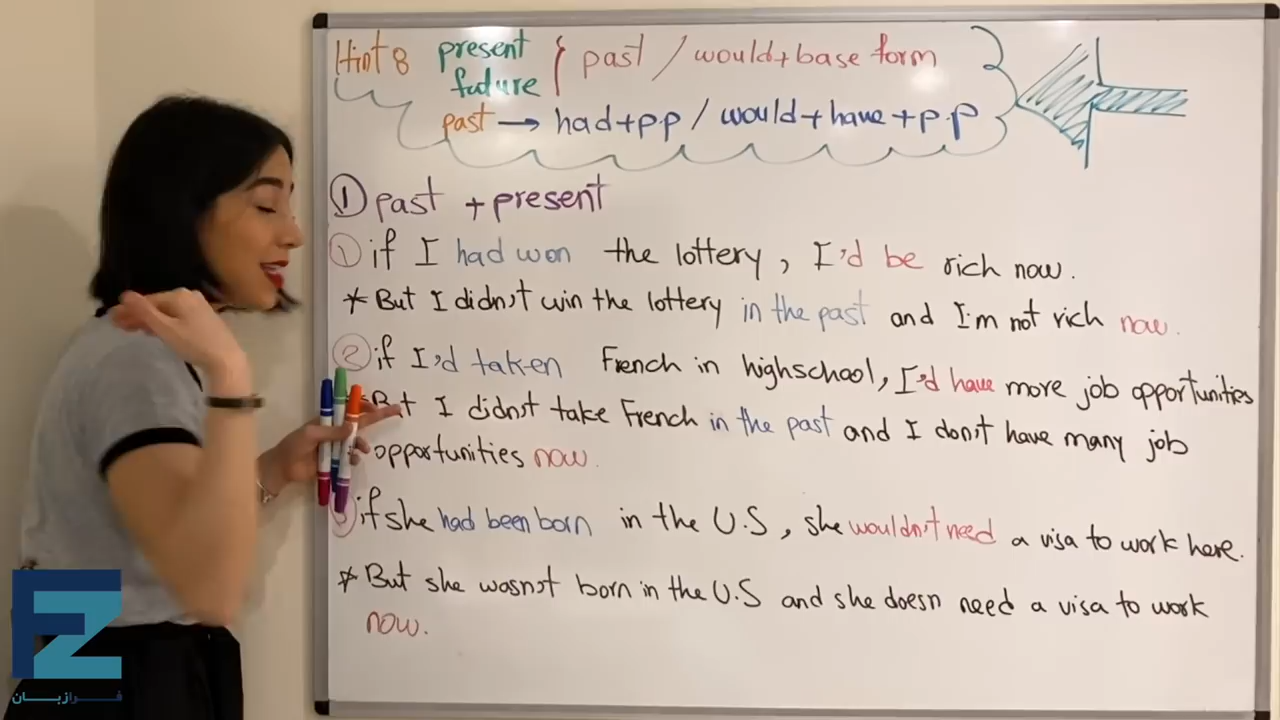 Hint 8 present { past / would+base form
future
past → had+p.p / would+have+p.p
① past + present
① if I had won the lottery, I'd be rich now.
* But I didn't win the lottery in the past and I'm not rich now.
② if I'd taken French in highschool, I'd have more job opportunities
But I didn't take French in the past and I don't have many job
opportunities now.
if she had been born in the U.S, she wouldn't need a visa to work here.
* But she wasn't born in the U.S and she doesn need a visa to work
now.
FZ
فرازبان